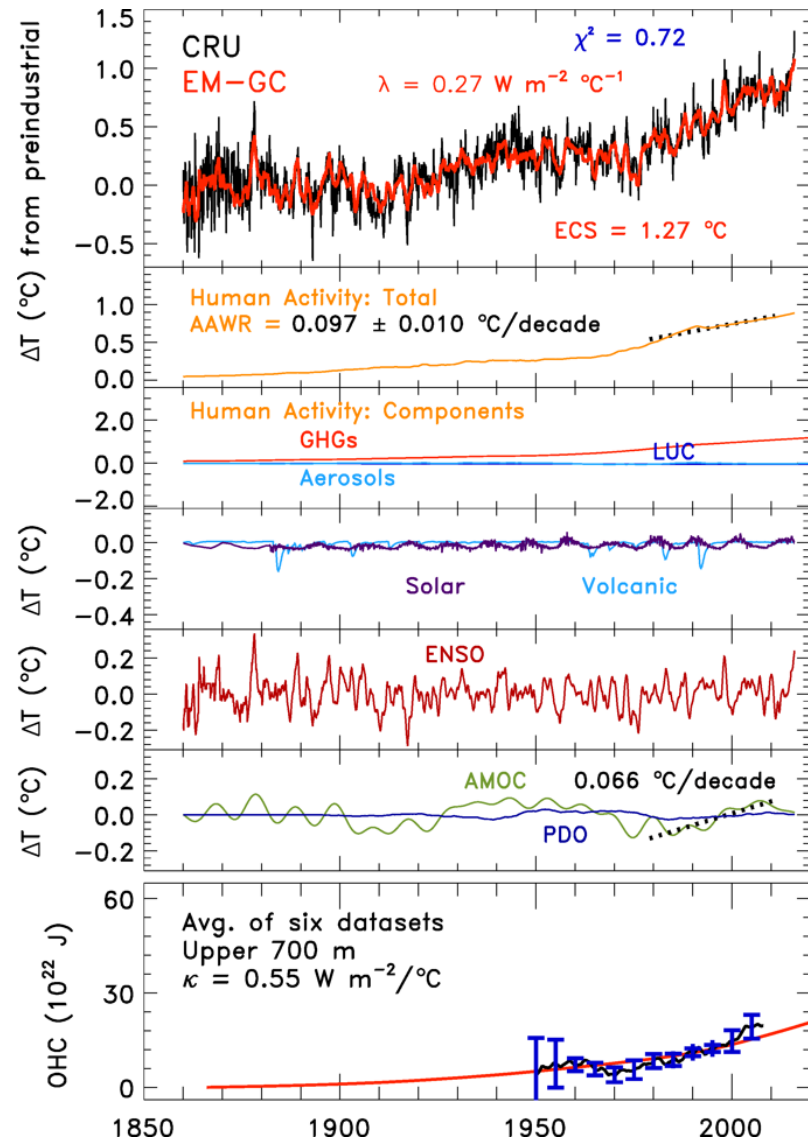 CRU
χ² = 0.72
EM-GC
λ = 0.27 W m⁻² °C⁻¹
ECS = 1.27 °C
ΔT (°C) from preindustrial
1.5
1.0
0.5
0.0
-0.5
Human Activity: Total
AAWR = 0.097 ± 0.010 °C/decade
1.0
0.5
0.0
Human Activity: Components
GHGs
LUC
Aerosols
2.0
0.0
-2.0
ΔT (°C)
0.0
-0.2
-0.4
Solar
Volcanic
ΔT (°C)
0.2
0.0
-0.2
ENSO
ΔT (°C)
0.2
0.0
-0.2
AMOC
0.066 °C/decade
PDO
OHC (10²² J)
60
30
0
Avg. of six datasets
Upper 700 m
κ = 0.55 W m⁻²/°C
1850
1900
1950
2000